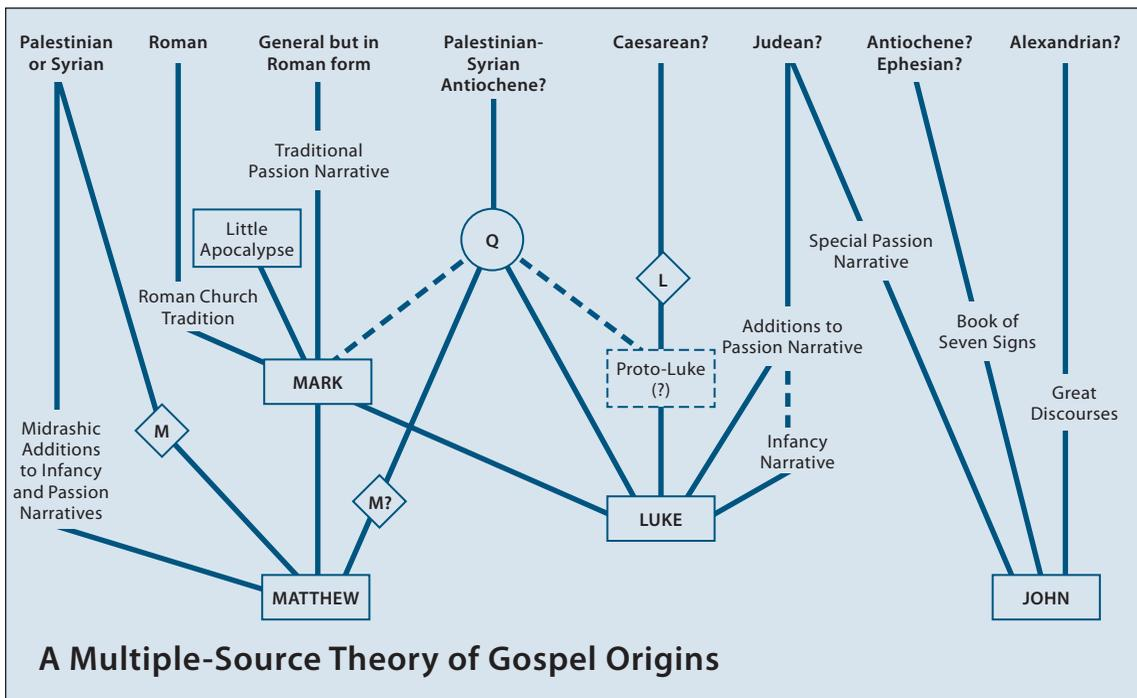 Palestinian
or Syrian
Roman
General but in
Roman form
Palestinian-
Syrian
Antiochene?
Caesarean?
Judean?
Antiochene?
Ephesian?
Alexandrian?
Traditional
Passion Narrative
Little
Apocalypse
Q
Special Passion
Narrative
L
Roman Church
Tradition
Additions to
Passion Narrative
Book of
Seven Signs
MARK
Proto-Luke
(?)
Great
Discourses
Midrashic
Additions
to Infancy
and Passion
Narratives
M
Infancy
Narrative
M?
LUKE
MATTHEW
JOHN
A Multiple-Source Theory of Gospel Origins